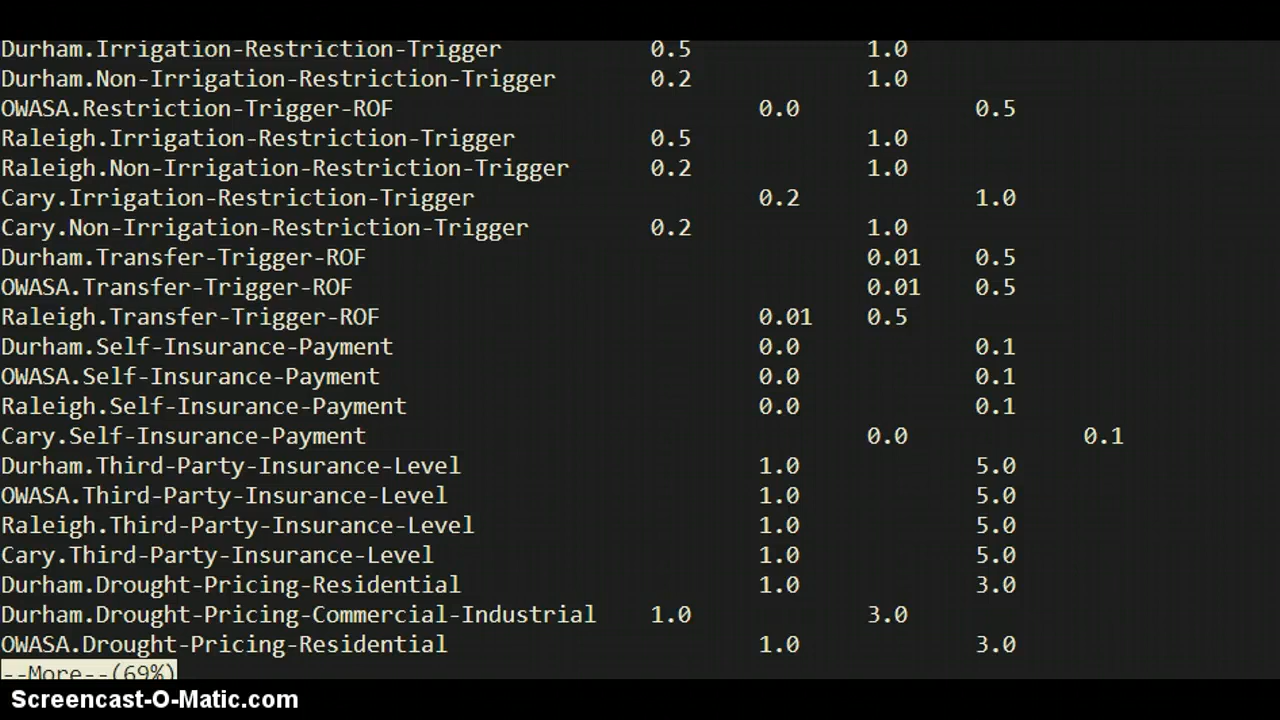 Durham.Irrigation-Restriction-Trigger 0.5 1.0
Durham.Non-Irrigation-Restriction-Trigger 0.2 1.0
OWASA.Restriction-Trigger-ROF 0.0 0.5
Raleigh.Irrigation-Restriction-Trigger 0.5 1.0
Raleigh.Non-Irrigation-Restriction-Trigger 0.2 1.0
Cary.Irrigation-Restriction-Trigger 0.2 1.0
Cary.Non-Irrigation-Restriction-Trigger 0.2 1.0
Durham.Transfer-Trigger-ROF 0.01 0.5
OWASA.Transfer-Trigger-ROF 0.01 0.5
Raleigh.Transfer-Trigger-ROF 0.01 0.5
Durham.Self-Insurance-Payment 0.0 0.1
OWASA.Self-Insurance-Payment 0.0 0.1
Raleigh.Self-Insurance-Payment 0.0 0.1
Cary.Self-Insurance-Payment 0.0 0.1
Durham.Third-Party-Insurance-Level 1.0 5.0
OWASA.Third-Party-Insurance-Level 1.0 5.0
Raleigh.Third-Party-Insurance-Level 1.0 5.0
Cary.Third-Party-Insurance-Level 1.0 5.0
Durham.Drought-Pricing-Residential 1.0 3.0
Durham.Drought-Pricing-Commercial-Industrial 1.0 3.0
OWASA.Drought-Pricing-Residential 1.0 3.0
--More--(69%)
Screencast-O-Matic.com